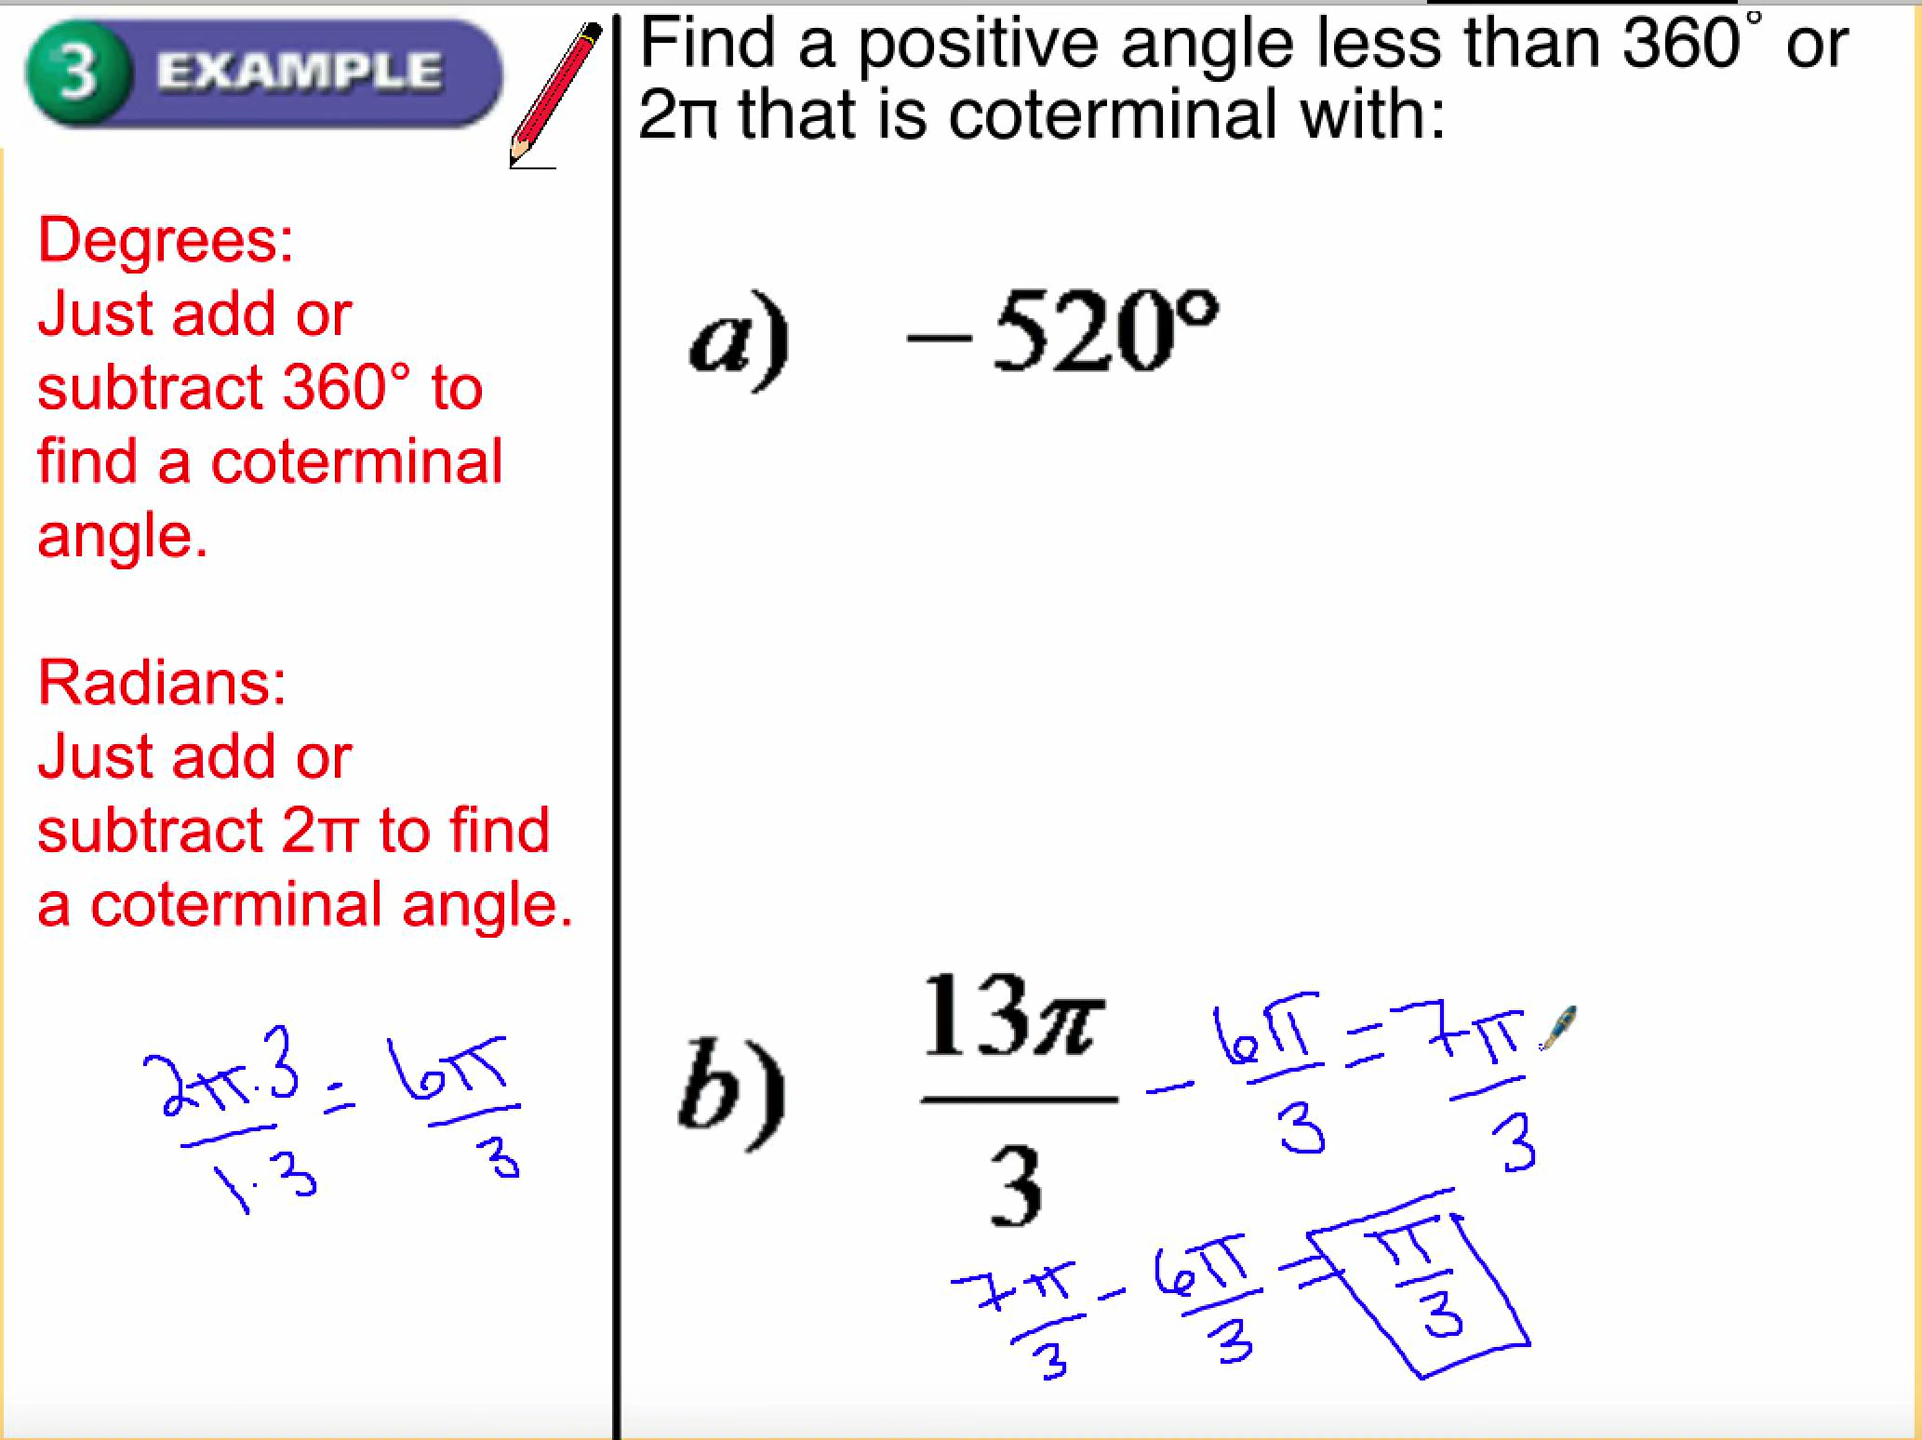 3 EXAMPLE
Degrees:
Just add or
subtract 360° to
find a coterminal
angle.
Radians:
Just add or
subtract 2π to find
a coterminal angle.
2π·3/1·3 = 6π/3
Find a positive angle less than 360° or
2π that is coterminal with:
a) −520°
b) 13π/3 − 6π/3 = 7π/3
7π/3 − 6π/3 = π/3